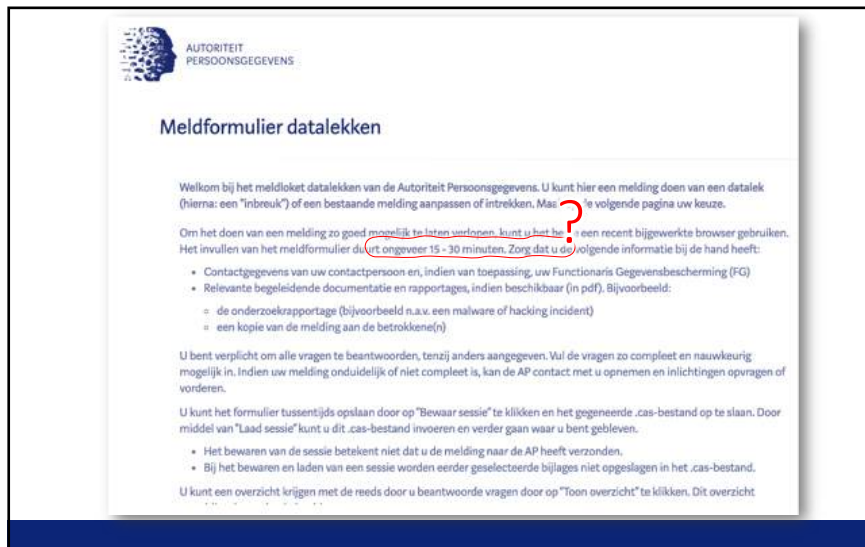 AUTORITEIT
PERSOONSGEGEVENS
Meldformulier datalekken
Welkom bij het meldloket datalekken van de Autoriteit Persoonsgegevens. U kunt hier een melding doen van een datalek
(hierna: een "inbreuk") of een bestaande melding aanpassen of intrekken. volgende pagina uw keuze.
?
Om het doen van een melding zo goed mogelijk te laten verlopen, kunt u het een recent bijgewerkte browser gebruiken.
Het invullen van het meldformulier duurt ongeveer 15 - 30 minuten. Zorg dat u de volgende informatie bij de hand heeft:
• Contactgegevens van uw contactpersoon en, indien van toepassing, uw Functionaris Gegevensbescherming (FG)
• Relevante begeleidende documentatie en rapportages, indien beschikbaar (in pdf). Bijvoorbeeld:
▫ de onderzoekrapportage (bijvoorbeeld n.a.v. een malware of hacking incident)
▫ een kopie van de melding aan de betrokkene(n)
U bent verplicht om alle vragen te beantwoorden, tenzij anders aangegeven. Vul de vragen zo compleet en nauwkeurig
mogelijk in. Indien uw melding onduidelijk of niet compleet is, kan de AP contact met u opnemen en inlichtingen opvragen of
vorderen.
U kunt het formulier tussentijds opslaan door op "Bewaar sessie" te klikken en het gegenereerde .cas-bestand op te slaan. Door
middel van "Laad sessie" kunt u dit .cas-bestand invoeren en verder gaan waar u bent gebleven.
• Het bewaren van de sessie betekent niet dat u de melding naar de AP heeft verzonden.
• Bij het bewaren en laden van een sessie worden eerder geselecteerde bijlages niet opgeslagen in het .cas-bestand.
U kunt een overzicht krijgen met de reeds door u beantwoorde vragen door op "Toon overzicht" te klikken. Dit overzicht